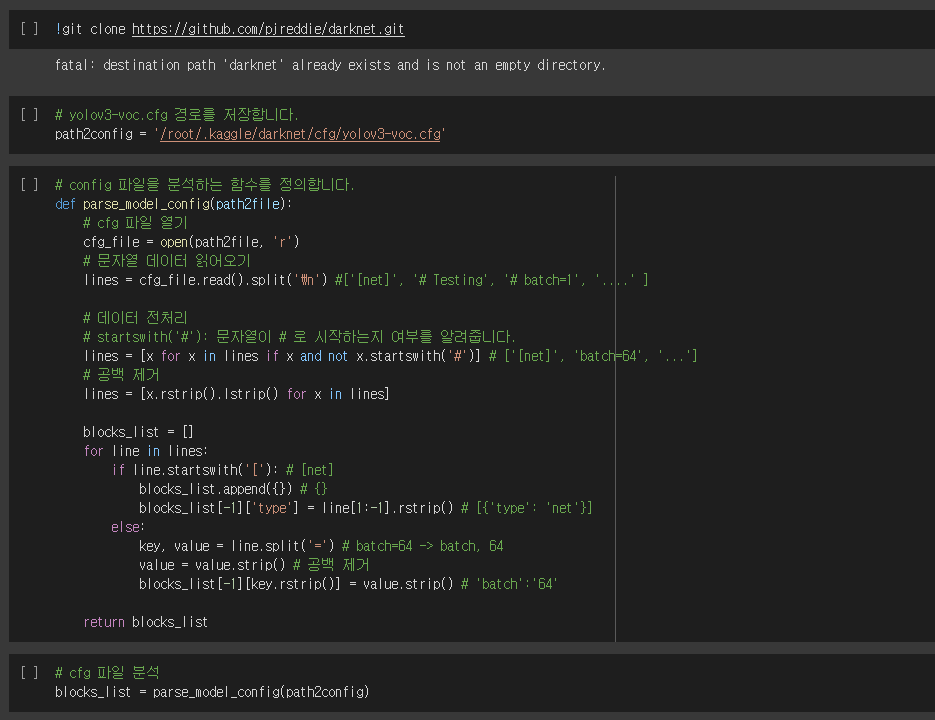 [ ] !git clone https://github.com/pjreddie/darknet.git
fatal: destination path 'darknet' already exists and is not an empty directory.
[ ] # yolov3-voc.cfg 경로를 저장합니다.
path2config = '/root/.kaggle/darknet/cfg/yolov3-voc.cfg'
[ ] # config 파일을 분석하는 함수를 정의합니다.
def parse_model_config(path2file):
# cfg 파일 열기
cfg_file = open(path2file, 'r')
# 문자열 데이터 읽어오기
lines = cfg_file.read().split('₩n') #['[net]', '# Testing', '# batch=1', '....' ]
# 데이터 전처리
# startswith('#'): 문자열이 # 로 시작하는지 여부를 알려줍니다.
lines = [x for x in lines if x and not x.startswith('#')] # ['[net]', 'batch=64', '...']
# 공백 제거
lines = [x.rstrip().lstrip() for x in lines]
blocks_list = []
for line in lines:
if line.startswith('['): # [net]
blocks_list.append({}) # {}
blocks_list[-1]['type'] = line[1:-1].rstrip() # [{'type': 'net'}]
else:
key, value = line.split('=') # batch=64 -> batch, 64
value = value.strip() # 공백 제거
blocks_list[-1][key.rstrip()] = value.strip() # 'batch':'64'
return blocks_list
[ ] # cfg 파일 분석
blocks_list = parse_model_config(path2config)